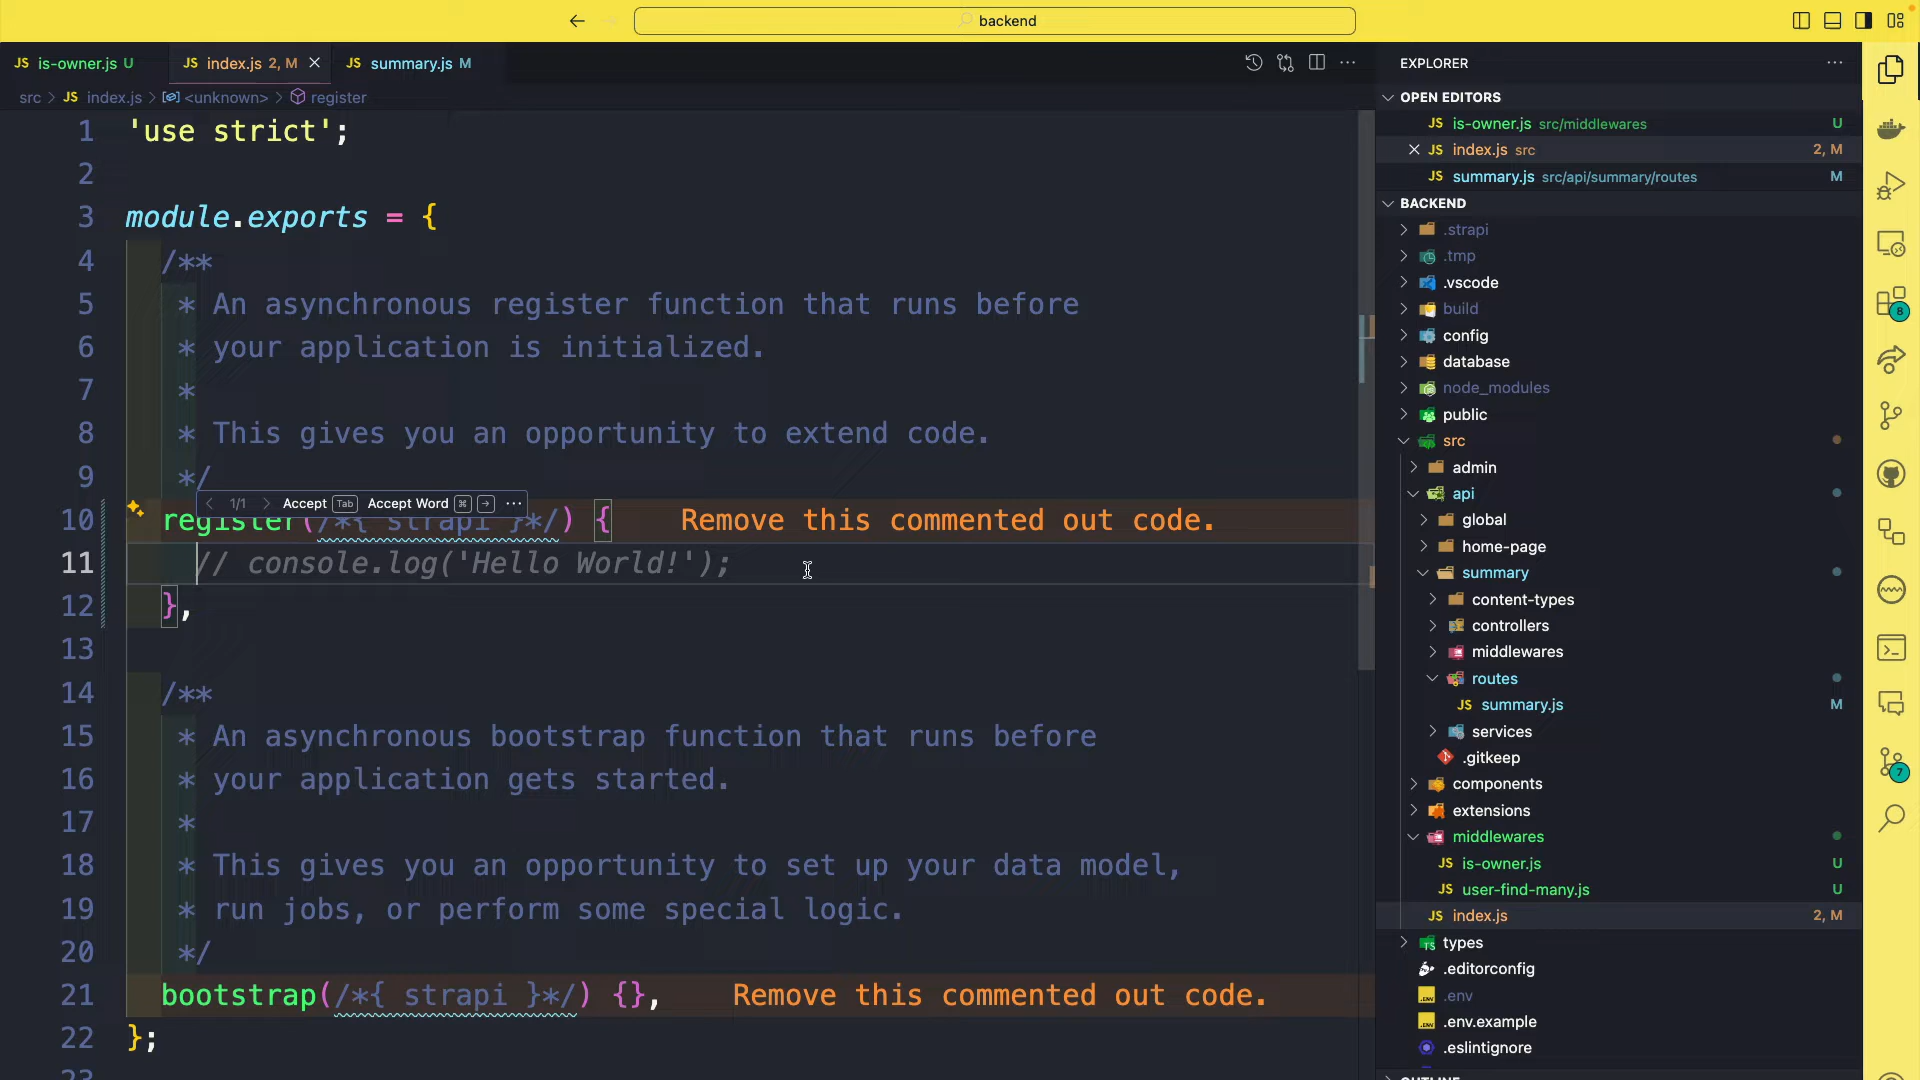 backend
JS is-owner.js U
JS index.js 2, M
JS summary.js M
src > JS index.js > <unknown> > register
1 'use strict';
2
3 module.exports = {
4 /**
5 * An asynchronous register function that runs before
6 * your application is initialized.
7 *
8 * This gives you an opportunity to extend code.
9 */
1/1 Accept Tab Accept Word ⌘ → ···
10 register(/*{ strapi }*/) { Remove this commented out code.
11 // console.log('Hello World!');
12 },
13
14 /**
15 * An asynchronous bootstrap function that runs before
16 * your application gets started.
17 *
18 * This gives you an opportunity to set up your data model,
19 * run jobs, or perform some special logic.
20 */
21 bootstrap(/*{ strapi }*/) {}, Remove this commented out code.
22 };
23
EXPLORER
OPEN EDITORS
JS is-owner.js src/middlewares U
JS index.js src 2, M
JS summary.js src/api/summary/routes M
BACKEND
.strapi
.tmp
.vscode
build
config
database
node_modules
public
src
admin
api
global
home-page
summary
content-types
controllers
middlewares
routes
JS summary.js M
services
.gitkeep
components
extensions
middlewares
JS is-owner.js U
JS user-find-many.js U
JS index.js 2, M
types
.editorconfig
.env
.env.example
.eslintignore
OUTLINE
8
7